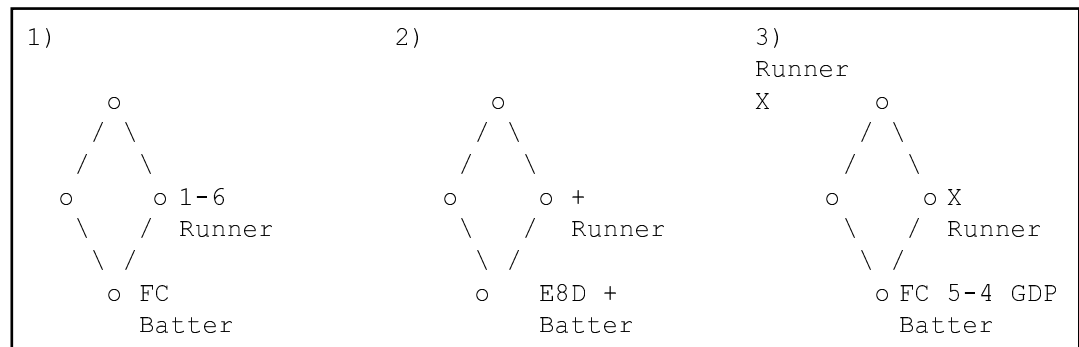 1) 2) 3)
Runner
o o X o
/ \ / \ / \
/ \ / \ / \
o o 1-6 o o + o o X
\ / Runner \ / Runner \ / Runner
\ / \ / \ /
o FC o E8D + o FC 5-4 GDP
Batter Batter Batter